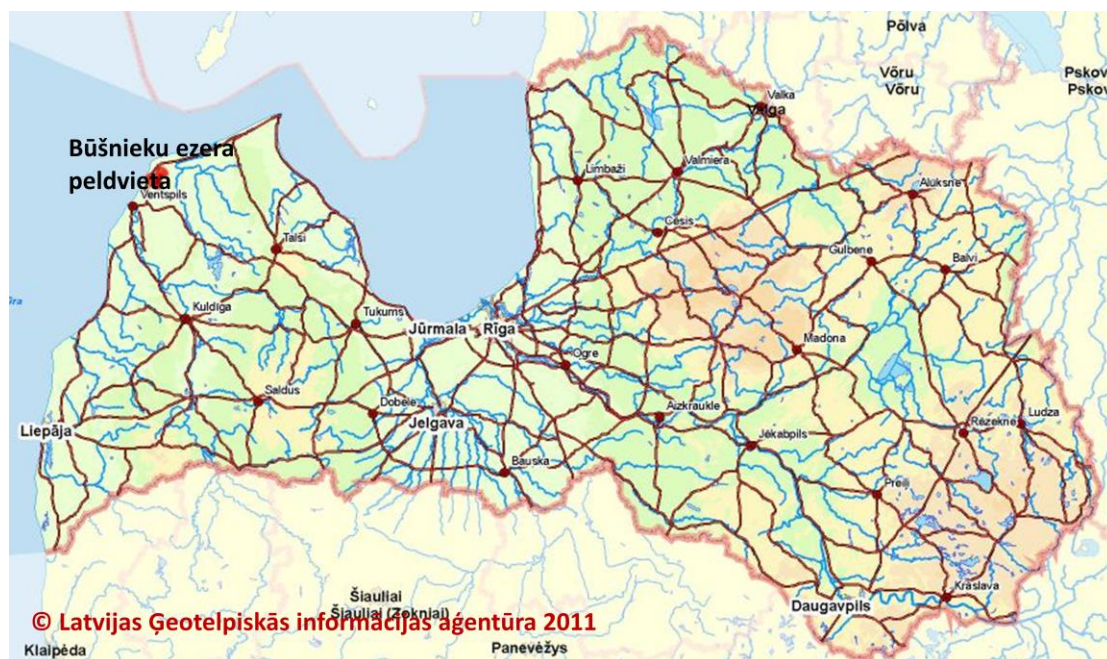 Põlva
Võru
Võru
Pskov
Pskov
Valka
Valga
Būšnieku ezera
peldvieta
Ventspils
Limbaži
Valmiera
Alūksne
Cēsis
Talsi
Gulbene
Balvi
Kuldīga
Tukums
Jūrmala
Rīga
Madona
Ogre
Saldus
Dobele
Jelgava
Aizkraukle
Ludza
Rēzekne
Liepāja
Jēkabpils
Bauska
Preiļi
Šiauliai
Šiauliai (Zokniai)
Daugavpils
Krāslava
© Latvijas Ģeotelpiskās informācijas aģentūra 2011
Klaipėda
Panevėžys